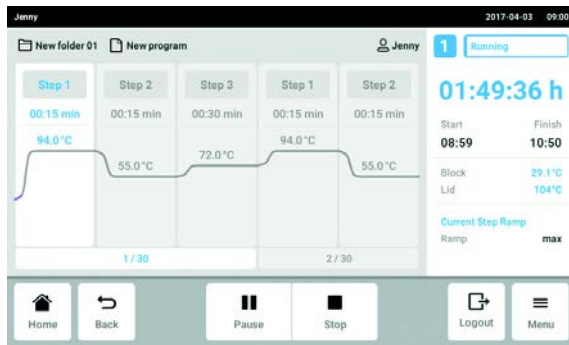 Jenny
2017-04-03 09:00
New folder 01 New program Jenny
1 Running
Step 1 Step 2 Step 3 Step 1 Step 2
00:15 min 00:15 min 00:30 min 00:15 min 00:15 min
94.0°C 55.0°C 72.0°C 94.0°C 55.0°C
1 / 30 2 / 30
01:49:36 h
Start Finish
08:59 10:50
Block 29.1°C
Lid 104°C
Current Step Ramp
Ramp max
Home Back Pause Stop Logout Menu